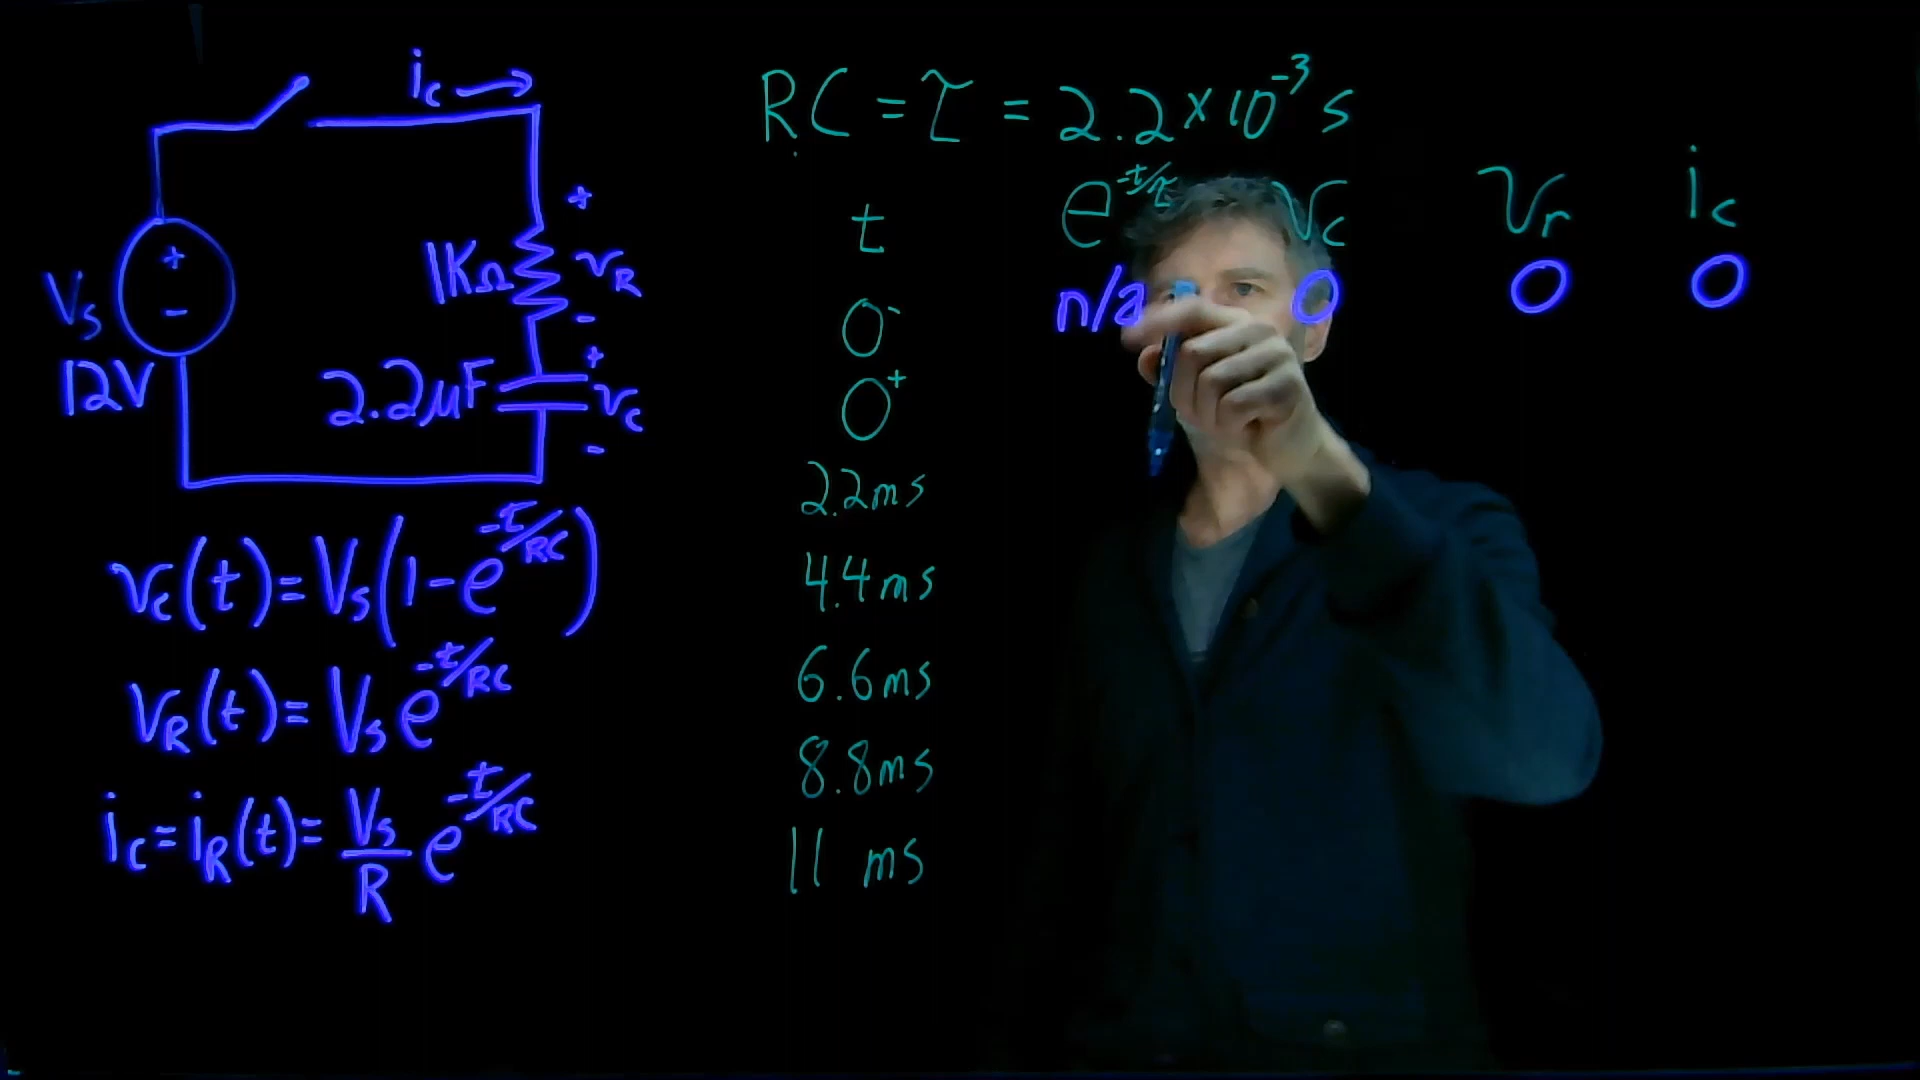 i_c →
V_s
12V
+
-
1KΩ
+
v_R
-
2.2μF
+
v_c
-
v_c(t) = V_s(1 - e^{-t/RC})
v_R(t) = V_s e^{-t/RC}
i_c = i_R(t) = V_s/R e^{-t/RC}
RC = τ = 2.2 × 10^{-3} s
t e^{-t/τ} v_c v_r i_c
0^- n/a 0 0 0
0^+
2.2ms
4.4ms
6.6ms
8.8ms
11 ms